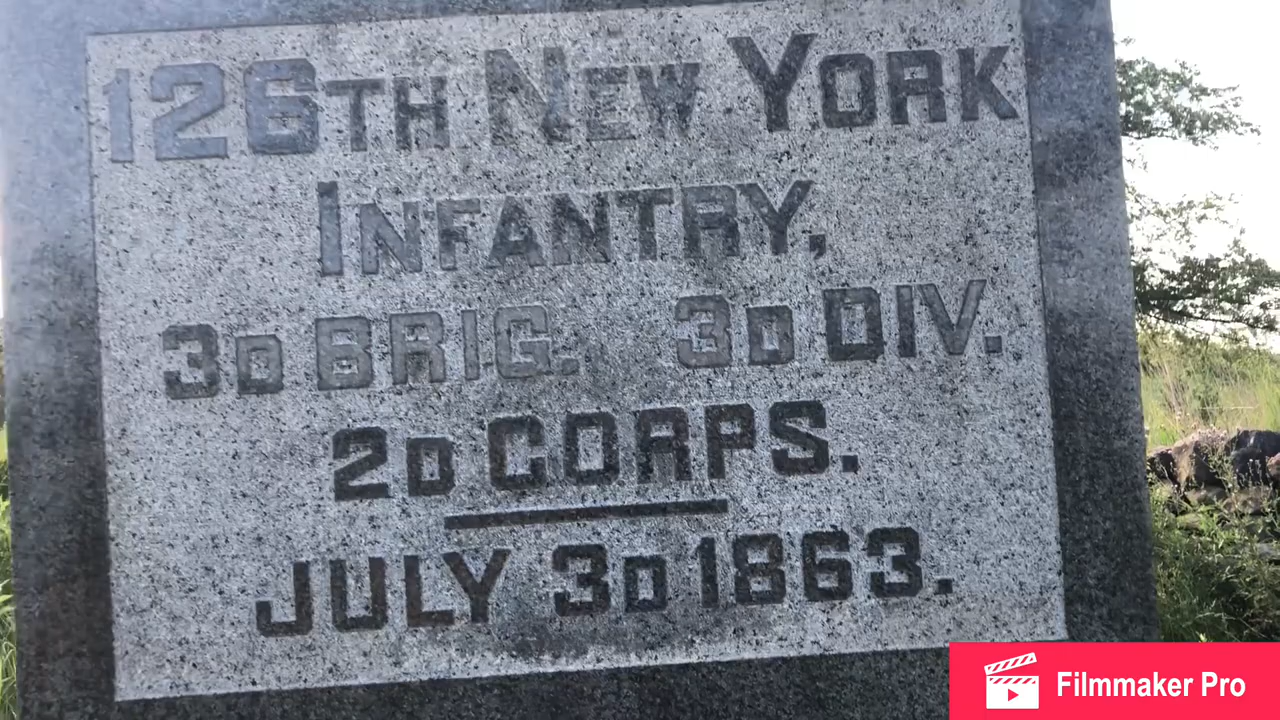 126TH NEW YORK
INFANTRY,
3D BRIG. 3D DIV.
2D CORPS.
JULY 3D 1863.
Filmmaker Pro